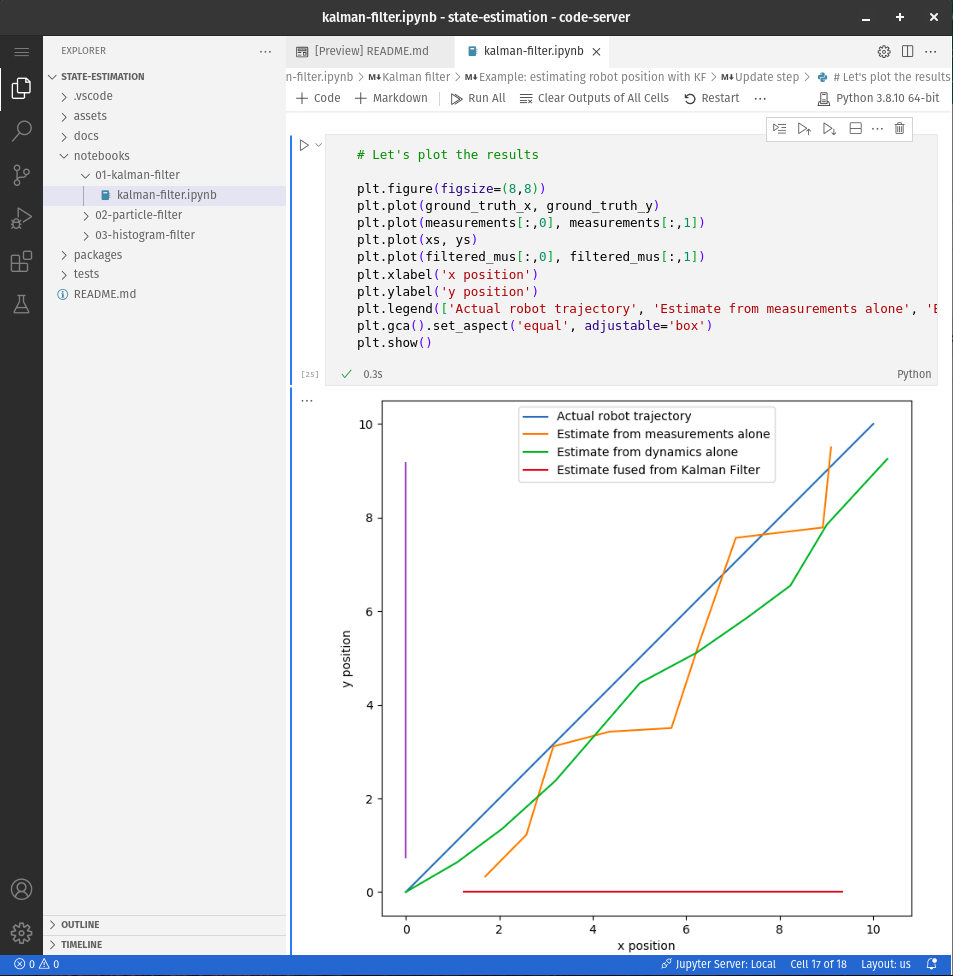 kalman-filter.ipynb - state-estimation - code-server
EXPLORER
STATE-ESTIMATION
.vscode
assets
docs
notebooks
01-kalman-filter
kalman-filter.ipynb
02-particle-filter
03-histogram-filter
packages
tests
README.md
OUTLINE
TIMELINE
[Preview] README.md
kalman-filter.ipynb
n-filter.ipynb > M↓Kalman filter > M↓Example: estimating robot position with KF > M↓Update step > # Let's plot the results
+ Code + Markdown Run All Clear Outputs of All Cells Restart ... Python 3.8.10 64-bit
# Let's plot the results
plt.figure(figsize=(8,8))
plt.plot(ground_truth_x, ground_truth_y)
plt.plot(measurements[:,0], measurements[:,1])
plt.plot(xs, ys)
plt.plot(filtered_mus[:,0], filtered_mus[:,1])
plt.xlabel('x position')
plt.ylabel('y position')
plt.legend(['Actual robot trajectory', 'Estimate from measurements alone', 'E
plt.gca().set_aspect('equal', adjustable='box')
plt.show()
[25] 0.3s Python
Actual robot trajectory
Estimate from measurements alone
Estimate from dynamics alone
Estimate fused from Kalman Filter
10
8
6
4
2
0
y position
0 2 4 6 8 10
x position
0 0 Jupyter Server: Local Cell 17 of 18 Layout: us